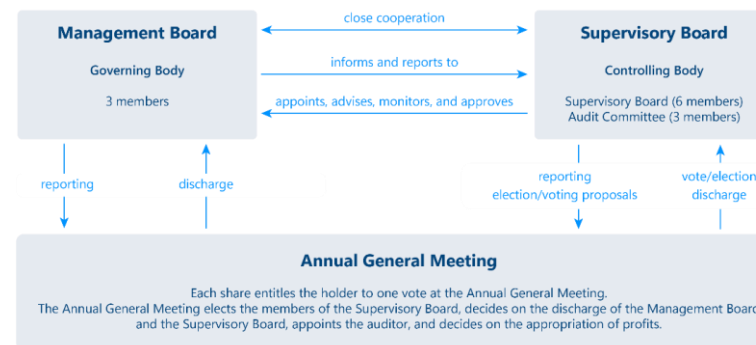 Management Board
Governing Body
3 members
close cooperation
informs and reports to
appoints, advises, monitors, and approves
Supervisory Board
Controlling Body
Supervisory Board (6 members)
Audit Committee (3 members)
reporting
discharge
reporting
election/voting proposals
vote/election
discharge
Annual General Meeting
Each share entitles the holder to one vote at the Annual General Meeting.
The Annual General Meeting elects the members of the Supervisory Board, decides on the discharge of the Management Board
and the Supervisory Board, appoints the auditor, and decides on the appropriation of profits.